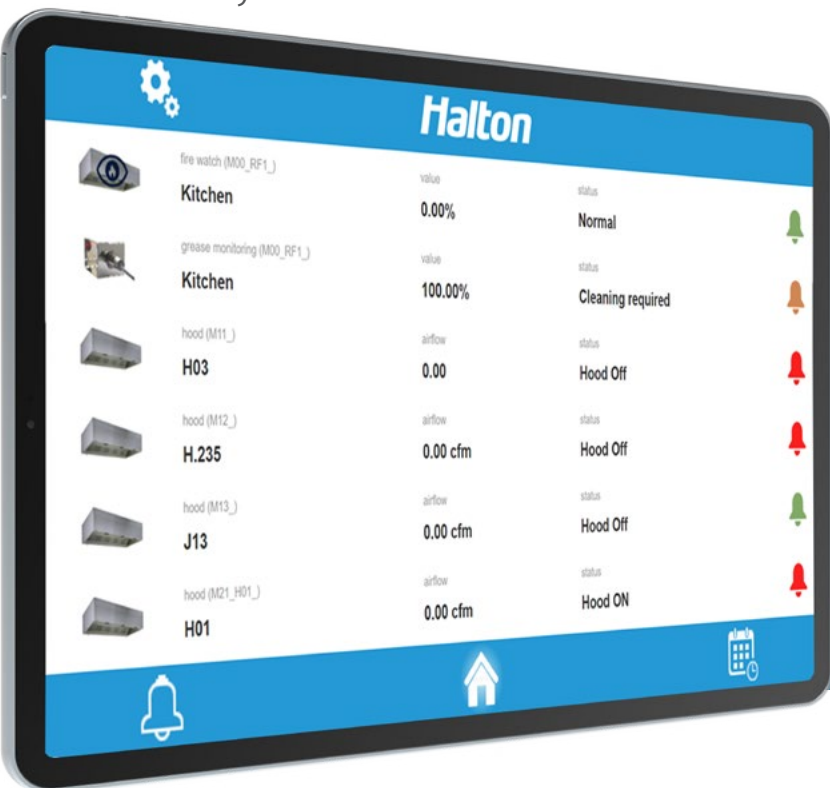 Halton
fire watch (M00_RF1_) value status
Kitchen 0.00% Normal
grease monitoring (M00_RF1_) value status
Kitchen 100.00% Cleaning required
hood (M11_) airflow status
H03 0.00 Hood Off
hood (M12_) airflow status
H.235 0.00 cfm Hood Off
hood (M13_) airflow status
J13 0.00 cfm Hood Off
hood (M21_H01_) airflow status
H01 0.00 cfm Hood ON